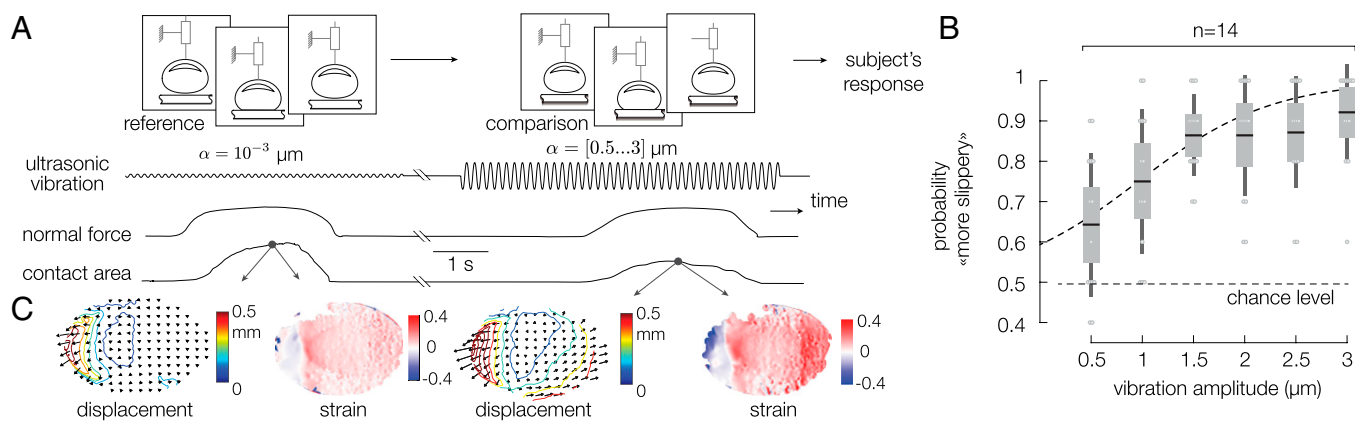 A
reference
comparison
subject's
response
ultrasonic
vibration
α = 10⁻³ μm
α = [0.5...3] μm
time
normal force
1 s
contact area
C
0.5
mm
0
displacement
0.4
0
-0.4
strain
0.5
mm
0
displacement
0.4
0
-0.4
strain
B
n=14
probability
«more slippery»
1
0.9
0.8
0.7
0.6
0.5
0.4
chance level
0.5 1 1.5 2 2.5 3
vibration amplitude (μm)